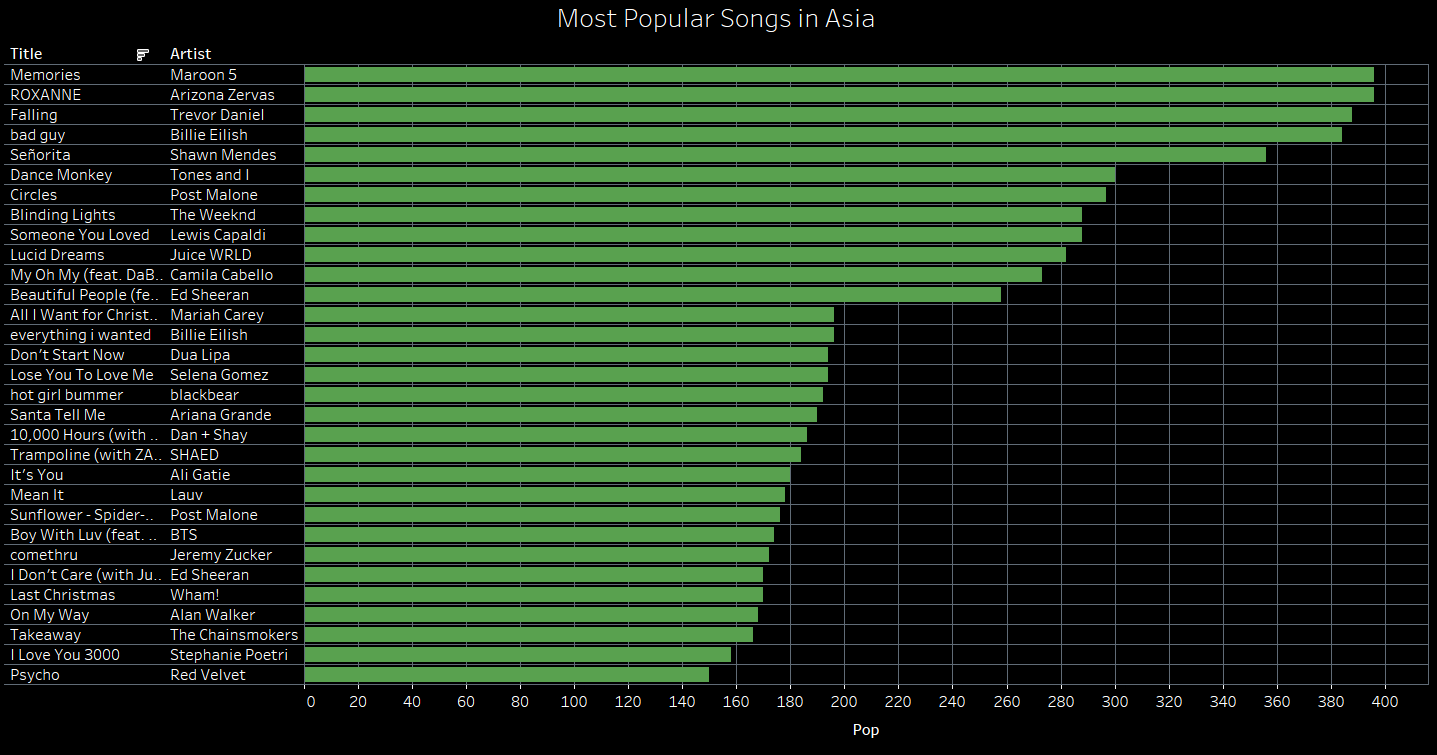 Most Popular Songs in Asia
Title Artist
Memories Maroon 5
ROXANNE Arizona Zervas
Falling Trevor Daniel
bad guy Billie Eilish
Señorita Shawn Mendes
Dance Monkey Tones and I
Circles Post Malone
Blinding Lights The Weeknd
Someone You Loved Lewis Capaldi
Lucid Dreams Juice WRLD
My Oh My (feat. DaB.. Camila Cabello
Beautiful People (fe.. Ed Sheeran
All I Want for Christ.. Mariah Carey
everything i wanted Billie Eilish
Don't Start Now Dua Lipa
Lose You To Love Me Selena Gomez
hot girl bummer blackbear
Santa Tell Me Ariana Grande
10,000 Hours (with .. Dan + Shay
Trampoline (with ZA.. SHAED
It's You Ali Gatie
Mean It Lauv
Sunflower - Spider-.. Post Malone
Boy With Luv (feat. .. BTS
comethru Jeremy Zucker
I Don't Care (with Ju.. Ed Sheeran
Last Christmas Wham!
On My Way Alan Walker
Takeaway The Chainsmokers
I Love You 3000 Stephanie Poetri
Psycho Red Velvet
0 20 40 60 80 100 120 140 160 180 200 220 240 260 280 300 320 340 360 380 400
Pop